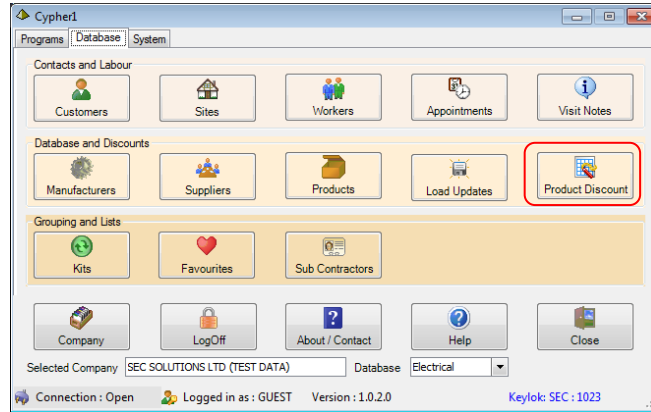 Cypher1
Programs Database System
Contacts and Labour
Customers Sites Workers Appointments Visit Notes
Database and Discounts
Manufacturers Suppliers Products Load Updates Product Discount
Grouping and Lists
Kits Favourites Sub Contractors
Company LogOff About / Contact Help Close
Selected Company SEC SOLUTIONS LTD (TEST DATA) Database Electrical
Connection : Open Logged in as : GUEST Version : 1.0.2.0 Keylok: SEC : 1023